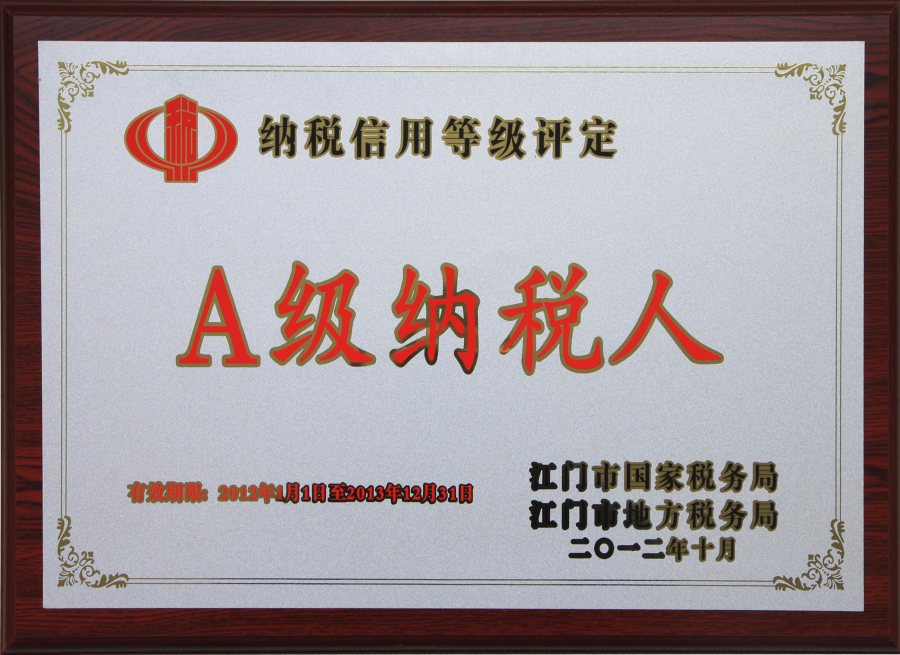 税
纳税信用等级评定
A级纳税人
有效期限: 2012年1月1日至2013年12月31日
江门市国家税务局
江门市地方税务局
二〇一二年十月